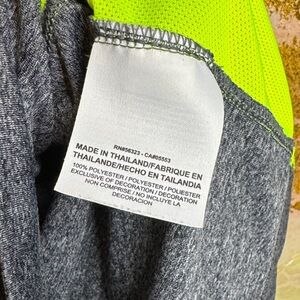 RN#56323 - CA#05553
MADE IN THAILAND/FABRIQUE EN
THAILANDE/HECHO EN TAILANDIA
100% POLYESTER / POLYESTER / POLIESTER
EXCLUSIVE OF DECORATION / DECORATION
NON COMPRISE / NO INCLUYE LA
DECORACION